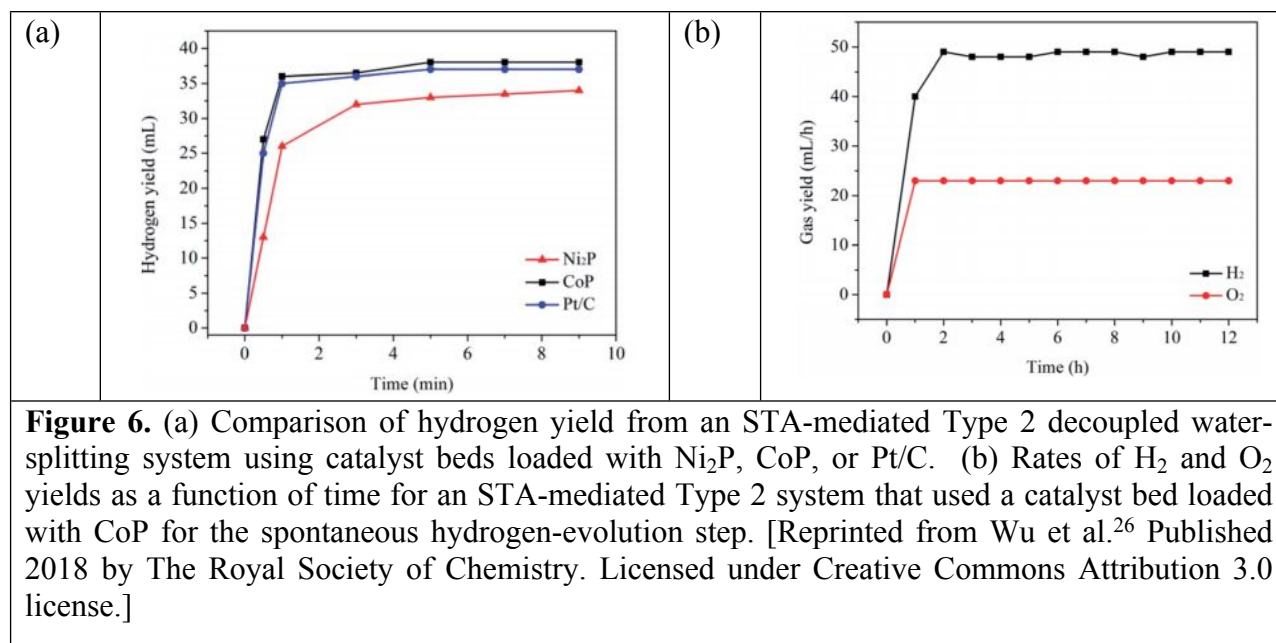 (a)
(b)
40
35
30
25
20
15
10
5
0
Hydrogen yield (mL)
Ni₂P
CoP
Pt/C
0 2 4 6 8 10
Time (min)
50
40
30
20
10
0
Gas yield (mL/h)
H₂
O₂
0 2 4 6 8 10 12
Time (h)
Figure 6. (a) Comparison of hydrogen yield from an STA-mediated Type 2 decoupled water-
splitting system using catalyst beds loaded with Ni₂P, CoP, or Pt/C. (b) Rates of H₂ and O₂
yields as a function of time for an STA-mediated Type 2 system that used a catalyst bed loaded
with CoP for the spontaneous hydrogen-evolution step. [Reprinted from Wu et al.²⁶ Published
2018 by The Royal Society of Chemistry. Licensed under Creative Commons Attribution 3.0
license.]